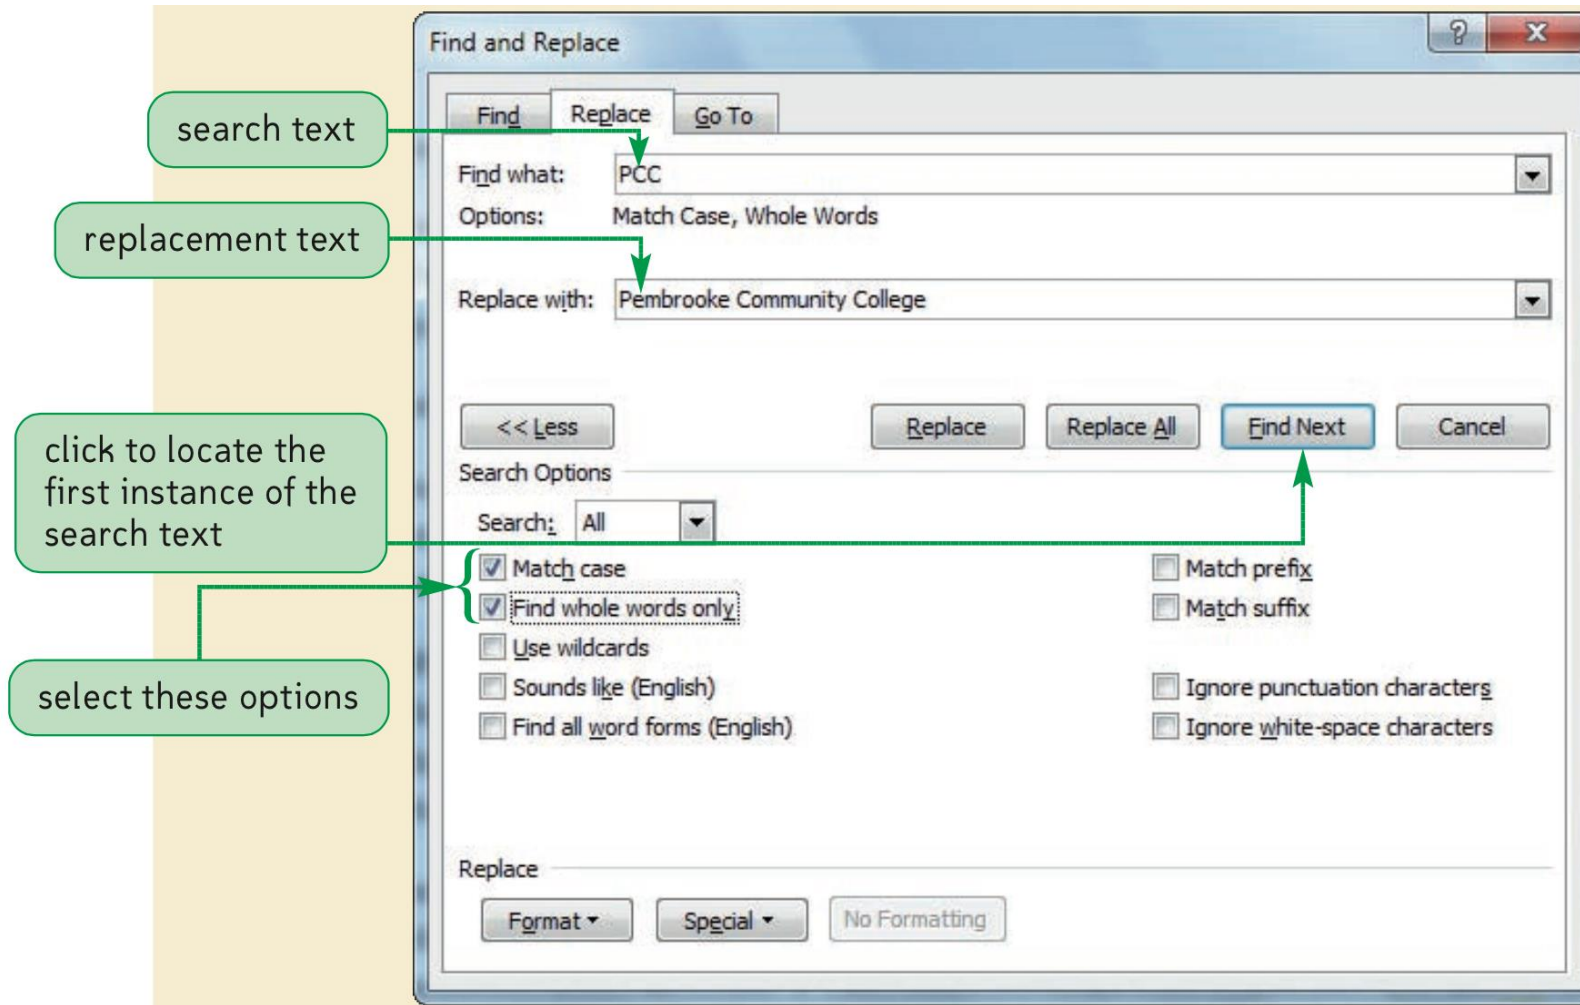 Find and Replace
?
X
Find
Replace
Go To
search text
Find what:
PCC
Options:
Match Case, Whole Words
replacement text
Replace with:
Pembrooke Community College
<< Less
Replace
Replace All
Find Next
Cancel
click to locate the
first instance of the
search text
Search Options
Search:
All
Match case
Match prefix
Find whole words only
Match suffix
Use wildcards
select these options
Sounds like (English)
Ignore punctuation characters
Find all word forms (English)
Ignore white-space characters
Replace
Format
Special
No Formatting